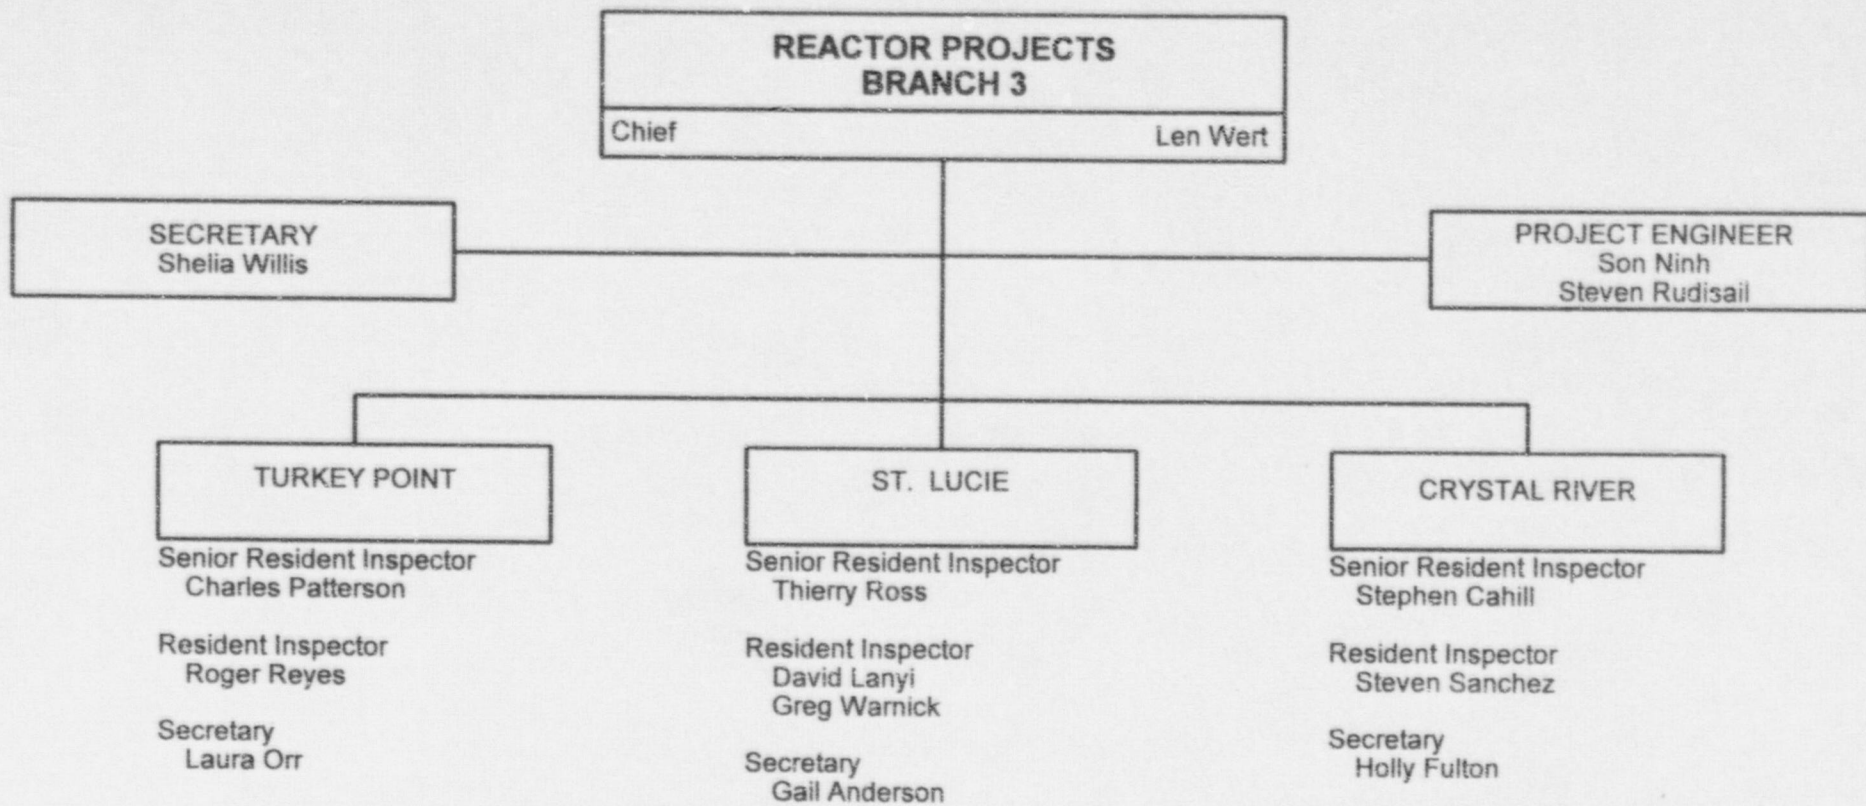 REACTOR PROJECTS
BRANCH 3
Chief Len Wert
SECRETARY
Shelia Willis
PROJECT ENGINEER
Son Ninh
Steven Rudisail
TURKEY POINT
Senior Resident Inspector
Charles Patterson
Resident Inspector
Roger Reyes
Secretary
Laura Orr
ST. LUCIE
Senior Resident Inspector
Thierry Ross
Resident Inspector
David Lanyi
Greg Warnick
Secretary
Gail Anderson
CRYSTAL RIVER
Senior Resident Inspector
Stephen Cahill
Resident Inspector
Steven Sanchez
Secretary
Holly Fulton